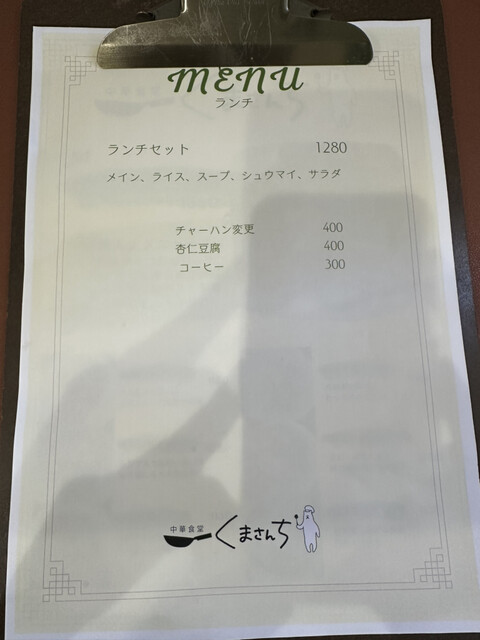 MENU
ランチ
ランチセット 1280
メイン、ライス、スープ、シュウマイ、サラダ
チャーハン変更 400
杏仁豆腐 400
コーヒー 300
中華食堂
くまさんち